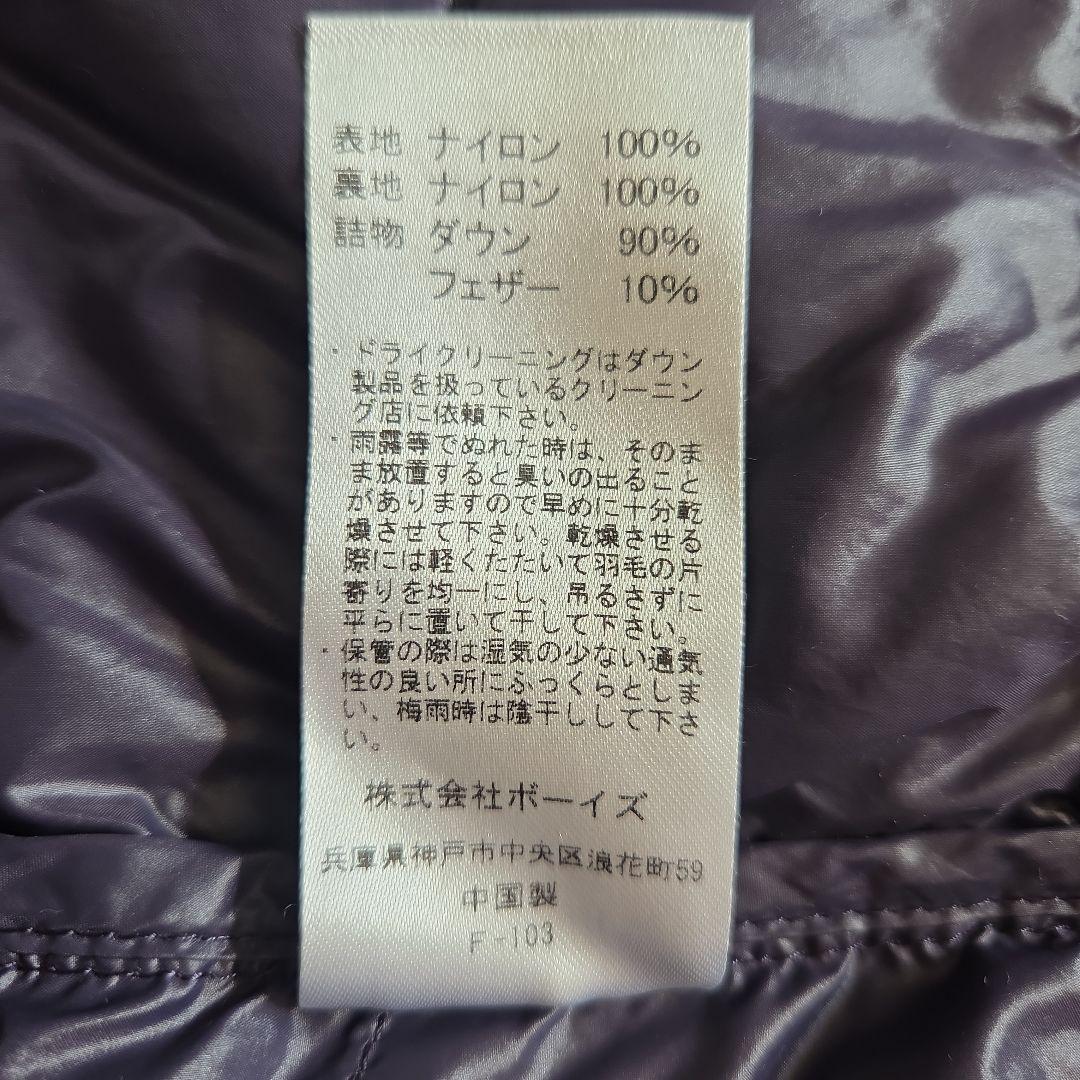 表地 ナイロン 100%
裏地 ナイロン 100%
詰物 ダウン 90%
フェザー 10%
・ドライクリーニングはダウン
製品を扱っているクリーニン
グ店に依頼下さい。
・雨露等でぬれた時は、そのま
ま放置すると臭いの出ること
がありますので早めに十分乾
燥させて下さい。乾燥させる
際には軽くたたいて羽毛の片
寄りを均一にし、吊るさずに
平らに置いて干して下さい。
・保管の際は湿気の少ない通気
性の良い所にふっくらとしま
い、梅雨時は陰干しして下さ
い。
株式会社ボーイズ
兵庫県神戸市中央区浪花町59
中国製
F-103